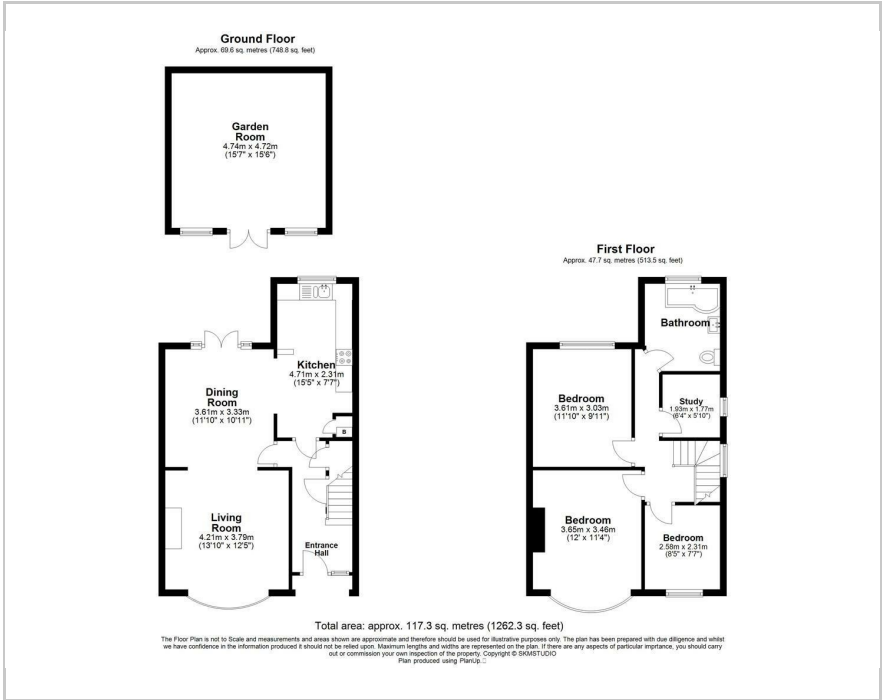 Ground Floor
Approx. 69.6 sq. metres (748.8 sq. feet)
Garden
Room
4.74m x 4.72m
(15'7" x 15'6")
Kitchen
4.71m x 2.31m
(15'5" x 7'7")
Dining
Room
3.61m x 3.33m
(11'10" x 10'11")
B
Living
Room
4.21m x 3.79m
(13'10" x 12'5")
Entrance
Hall
First Floor
Approx. 47.7 sq. metres (513.5 sq. feet)
Bathroom
Bedroom
3.61m x 3.03m
(11'10" x 9'11")
Study
1.93m x 1.77m
(6'4" x 5'10")
Bedroom
3.65m x 3.46m
(12' x 11'4")
Bedroom
2.58m x 2.31m
(8'5" x 7'7")
Total area: approx. 117.3 sq. metres (1262.3 sq. feet)
The Floor Plan is not to Scale and measurements and areas shown are approximate and therefore should be used for illustrative purposes only. The plan has been prepared with due dilligence and whilst
we have confidence in the information produced it should not be relied upon. Maximum lengths and widths are represented on the plan. If there are any aspects of particular imprtance, you should carry
out or commission your own inspection of the property. Copyright © SKMSTUDIO
Plan produced using PlanUp.